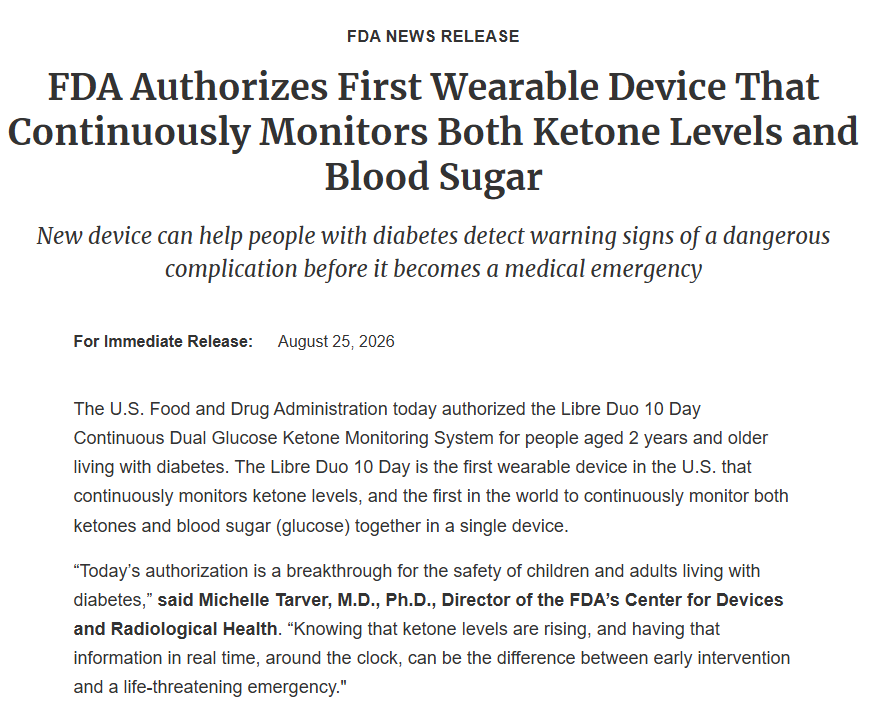 FDA NEWS RELEASE
FDA Authorizes First Wearable Device That
Continuously Monitors Both Ketone Levels and
Blood Sugar
New device can help people with diabetes detect warning signs of a dangerous
complication before it becomes a medical emergency
For Immediate Release: August 25, 2026
The U.S. Food and Drug Administration today authorized the Libre Duo 10 Day
Continuous Dual Glucose Ketone Monitoring System for people aged 2 years and older
living with diabetes. The Libre Duo 10 Day is the first wearable device in the U.S. that
continuously monitors ketone levels, and the first in the world to continuously monitor both
ketones and blood sugar (glucose) together in a single device.
“Today’s authorization is a breakthrough for the safety of children and adults living with
diabetes,” said Michelle Tarver, M.D., Ph.D., Director of the FDA’s Center for Devices
and Radiological Health. “Knowing that ketone levels are rising, and having that
information in real time, around the clock, can be the difference between early intervention
and a life-threatening emergency."